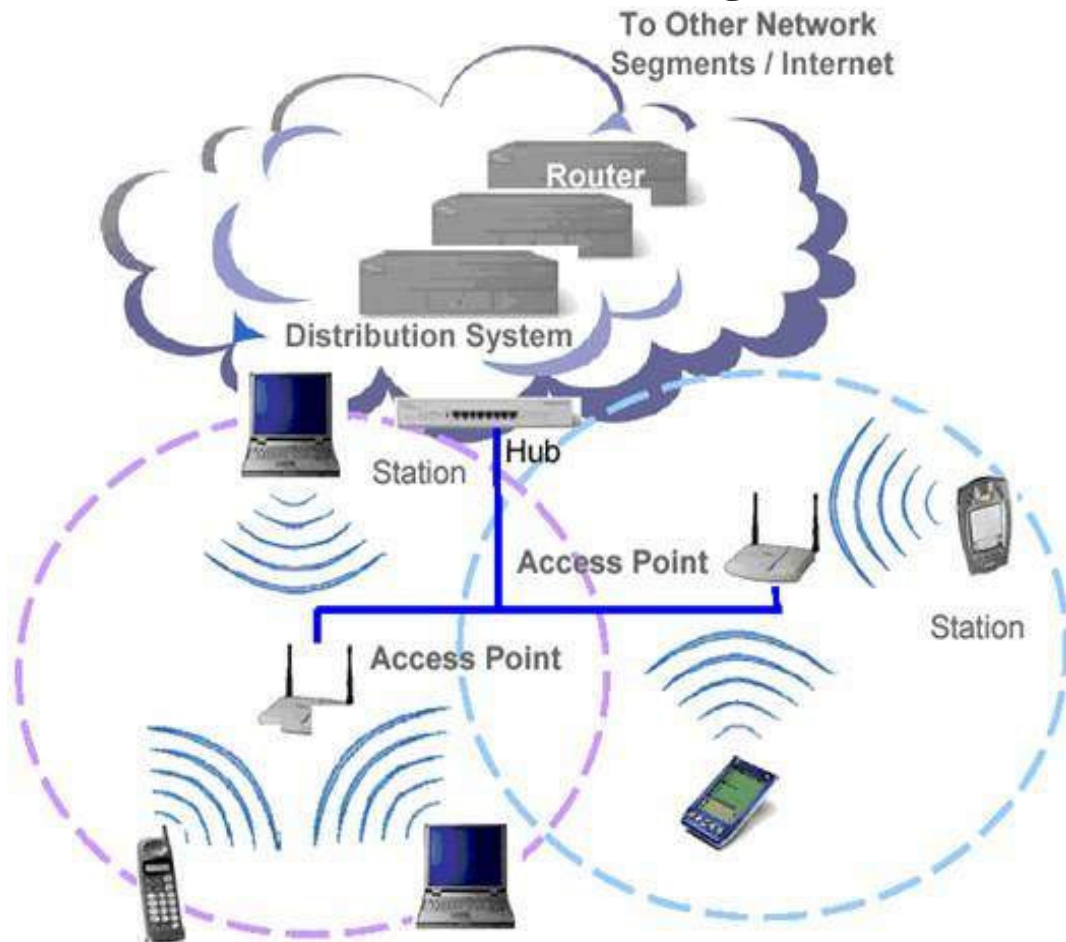 To Other Network
Segments / Internet
Router
Distribution System
Hub
Station
Access Point
Station
Access Point